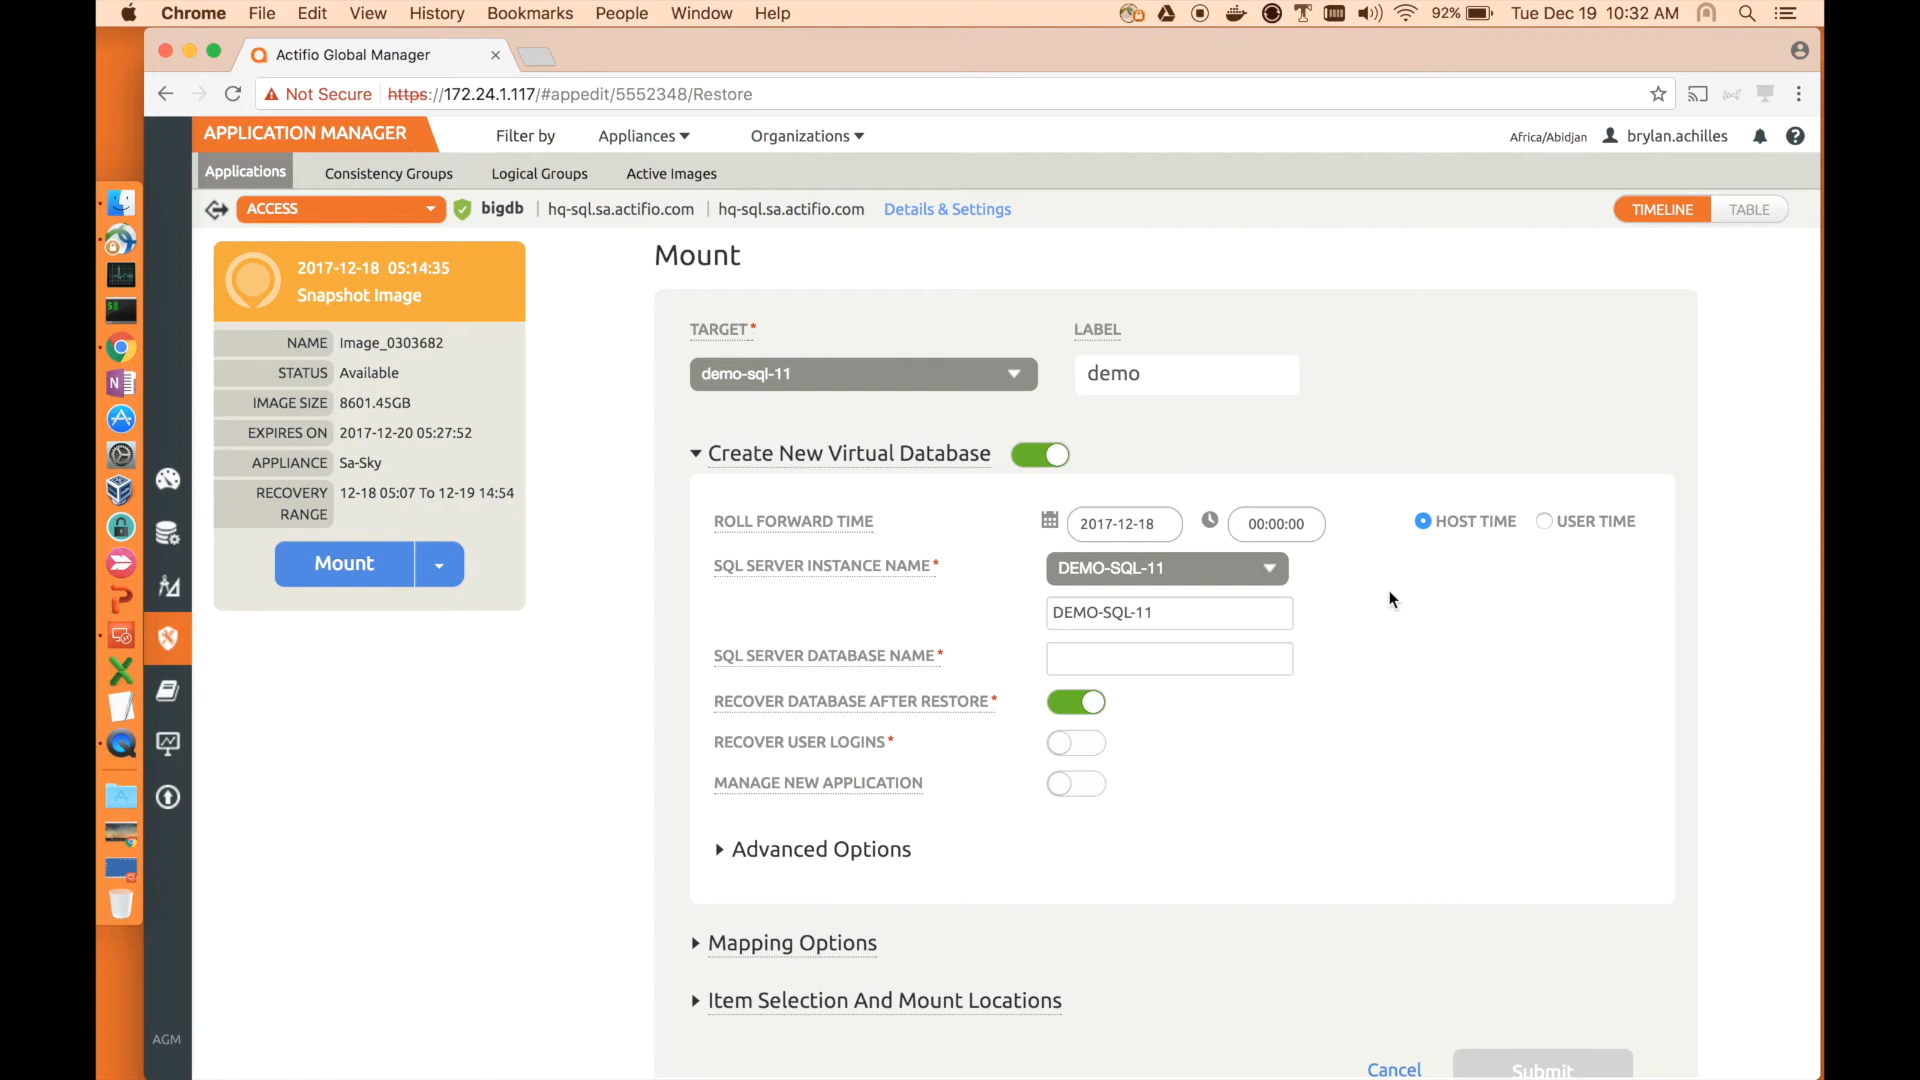 Chrome File Edit View History Bookmarks People Window Help 92% Tue Dec 19 10:32 AM
Actifio Global Manager
Not Secure https://172.24.1.117/#appedit/5552348/Restore
APPLICATION MANAGER Filter by Appliances Organizations Africa/Abidjan brylan.achilles
Applications Consistency Groups Logical Groups Active Images
ACCESS bigdb hq-sql.sa.actifio.com hq-sql.sa.actifio.com Details & Settings TIMELINE TABLE
2017-12-18 05:14:35
Snapshot Image
NAME Image_0303682
STATUS Available
IMAGE SIZE 8601.45GB
EXPIRES ON 2017-12-20 05:27:52
APPLIANCE Sa-Sky
RECOVERY RANGE 12-18 05:07 To 12-19 14:54
Mount
Mount
TARGET* LABEL
demo-sql-11 demo
Create New Virtual Database
ROLL FORWARD TIME 2017-12-18 00:00:00 HOST TIME USER TIME
SQL SERVER INSTANCE NAME* DEMO-SQL-11
DEMO-SQL-11
SQL SERVER DATABASE NAME*
RECOVER DATABASE AFTER RESTORE*
RECOVER USER LOGINS*
MANAGE NEW APPLICATION
Advanced Options
Mapping Options
Item Selection And Mount Locations
Cancel Submit
AGM